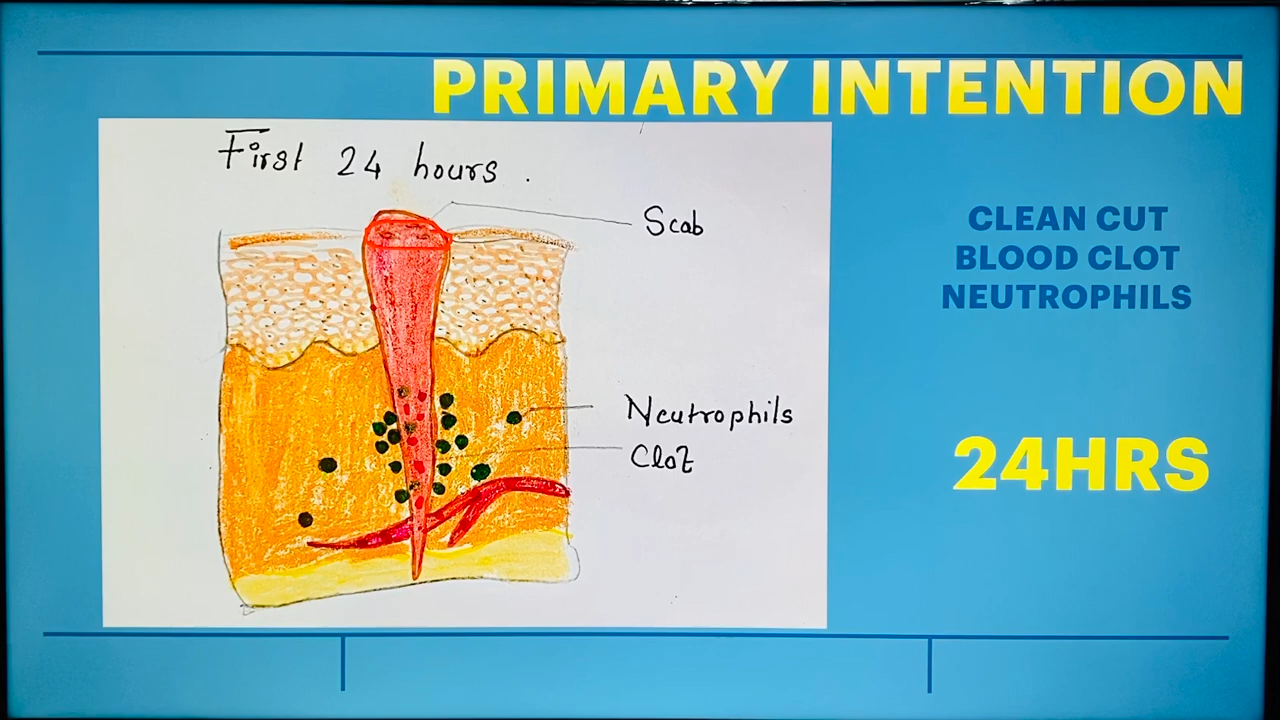 PRIMARY INTENTION
First 24 hours .
Scab
Neutrophils
Clot
CLEAN CUT
BLOOD CLOT
NEUTROPHILS
24HRS